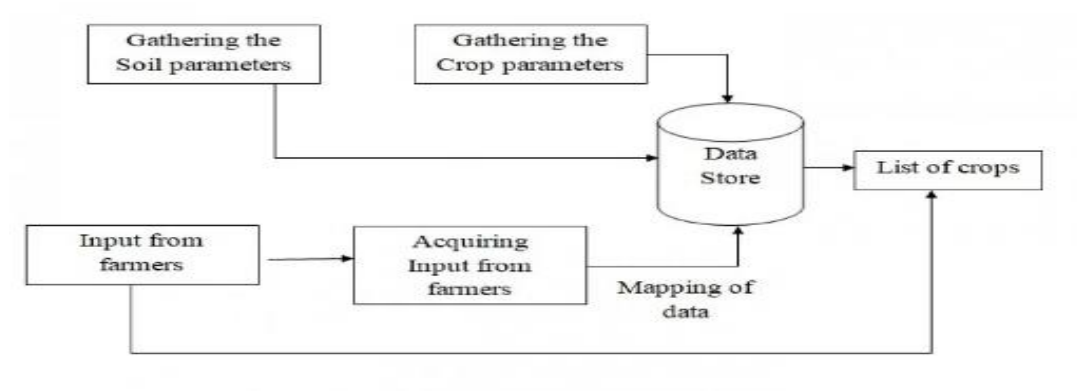 Gathering the
Soil parameters
Gathering the
Crop parameters
Data
Store
List of crops
Input from
farmers
Acquiring
Input from
farmers
Mapping of
data